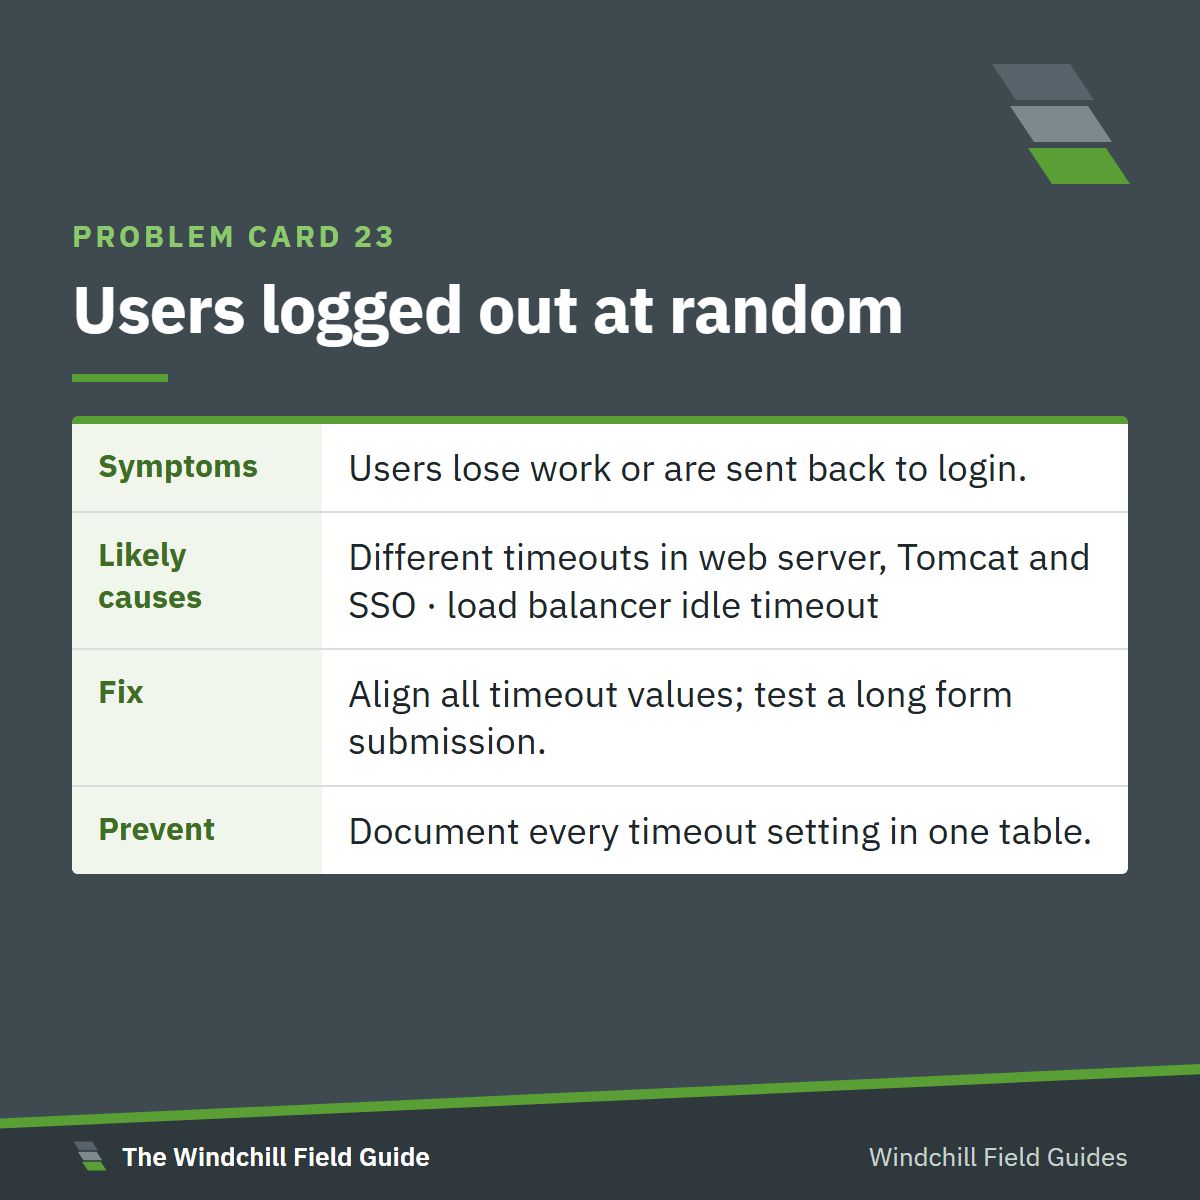 PROBLEM CARD 23
Users logged out at random
Symptoms
Users lose work or are sent back to login.
Likely
causes
Different timeouts in web server, Tomcat and
SSO · load balancer idle timeout
Fix
Align all timeout values; test a long form
submission.
Prevent
Document every timeout setting in one table.
The Windchill Field Guide
Windchill Field Guides